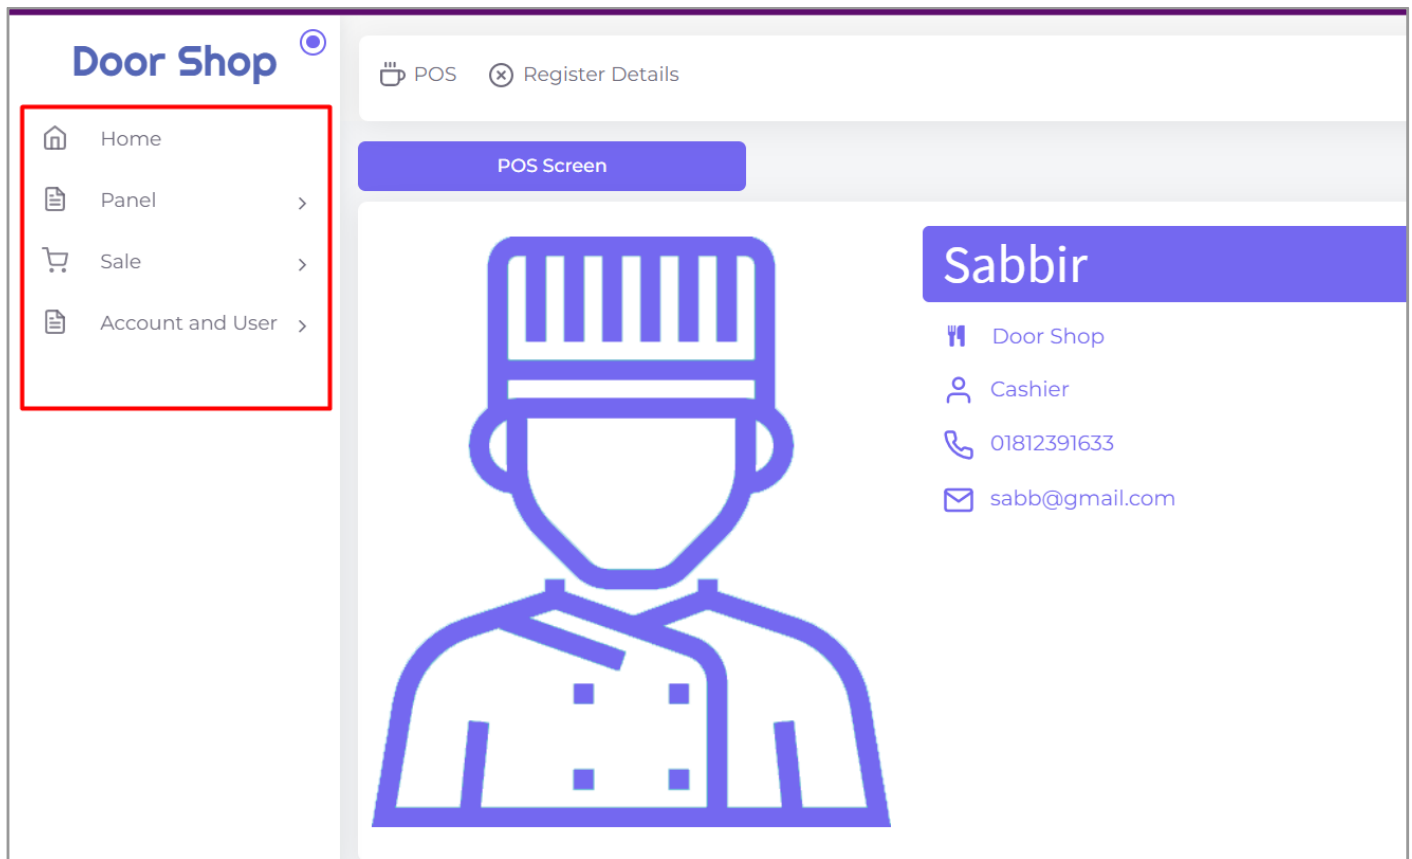 Door Shop
Home
Panel
Sale
Account and User
POS Register Details
POS Screen
Sabbir
Door Shop
Cashier
01812391633
sabb@gmail.com